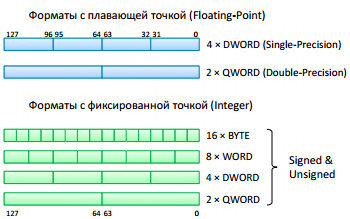 Форматы с плавающей точкой (Floating-Point)
127 96 95 64 63 32 31 0
4 × DWORD (Single-Precision)
2 × QWORD (Double-Precision)
Форматы с фиксированной точкой (Integer)
16 × BYTE
8 × WORD
4 × DWORD
2 × QWORD
Signed &
Unsigned
127 64 63 0